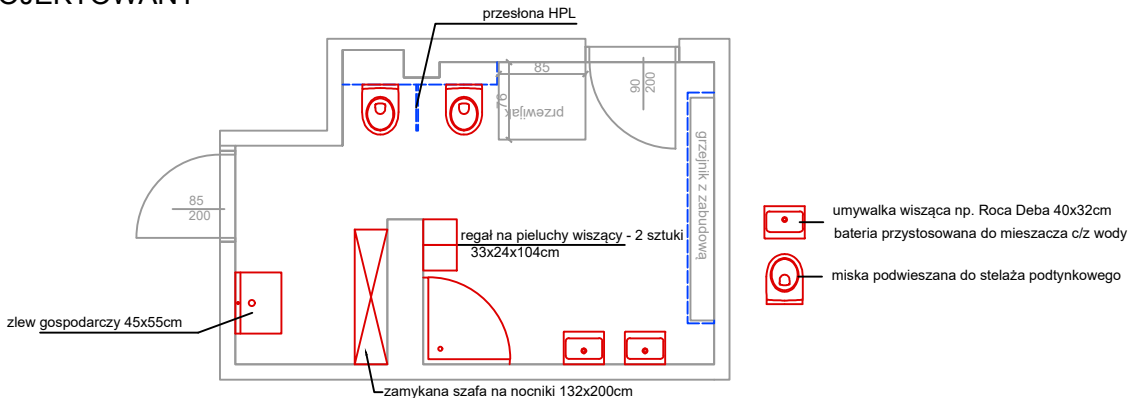 przesłona HPL
85
76
przewijak
90
200
grzejnik z zabudową
85
200
regał na pieluchy wiszący - 2 sztuki
33x24x104cm
umywalka wisząca np. Roca Deba 40x32cm
bateria przystosowana do mieszacza c/z wody
miska podwieszana do stelaża podtynkowego
zlew gospodarczy 45x55cm
zamykana szafa na nocniki 132x200cm